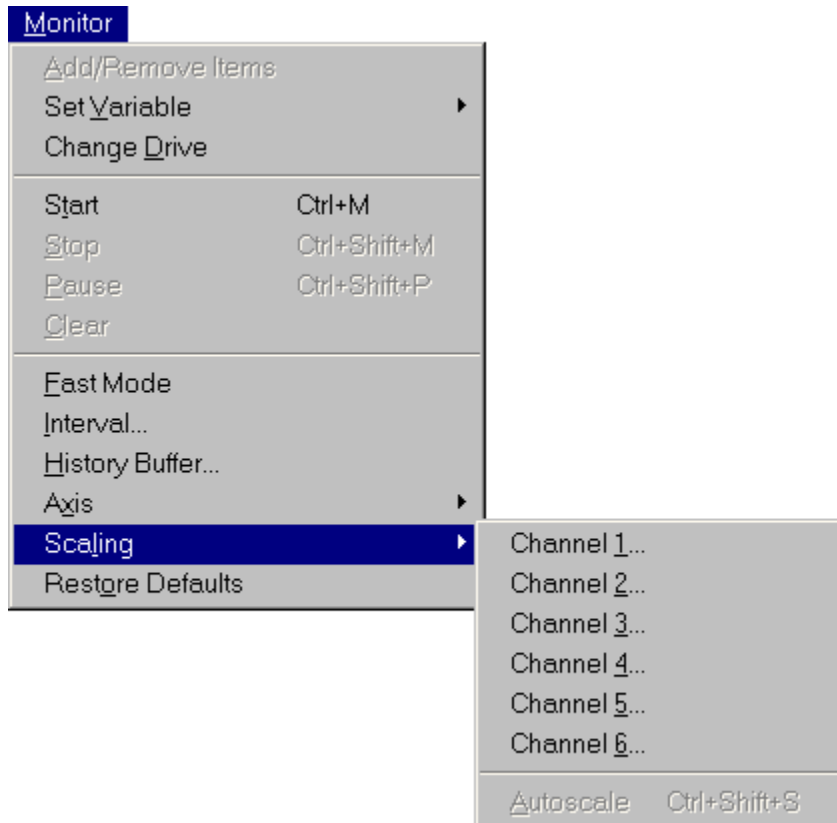 Monitor
Add/Remove Items
Set Variable
Change Drive
Start Ctrl+M
Stop Ctrl+Shift+M
Pause Ctrl+Shift+P
Clear
Fast Mode
Interval...
History Buffer...
Axis
Scaling
Restore Defaults
Channel 1...
Channel 2...
Channel 3...
Channel 4...
Channel 5...
Channel 6...
Autoscale Ctrl+Shift+S